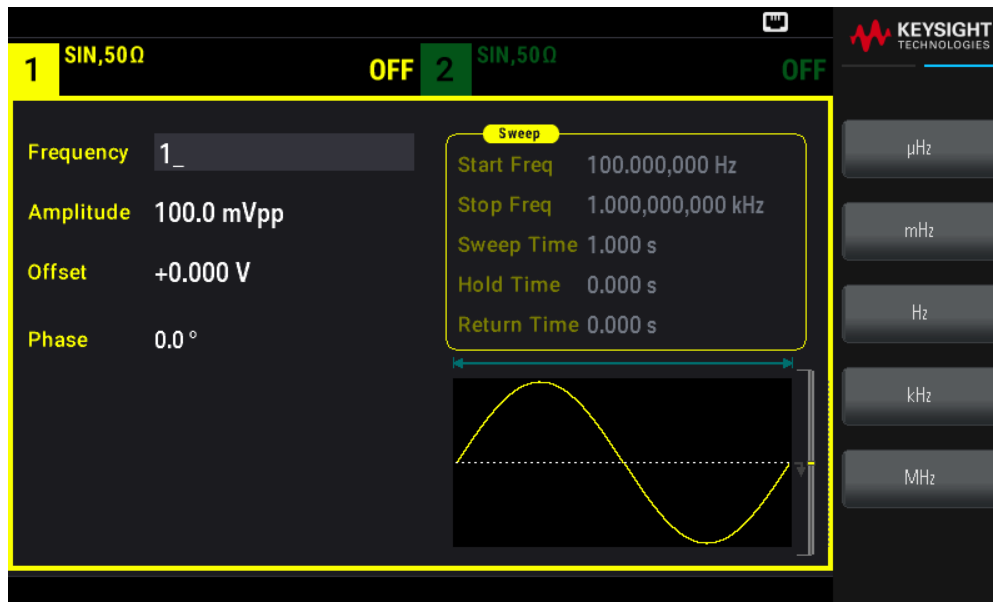 KEYSIGHT
TECHNOLOGIES
1 SIN,50Ω OFF
2 SIN,50Ω OFF
Frequency 1_
Amplitude 100.0 mVpp
Offset +0.000 V
Phase 0.0 °
Sweep
Start Freq 100.000,000 Hz
Stop Freq 1.000,000,000 kHz
Sweep Time 1.000 s
Hold Time 0.000 s
Return Time 0.000 s
µHz
mHz
Hz
kHz
MHz